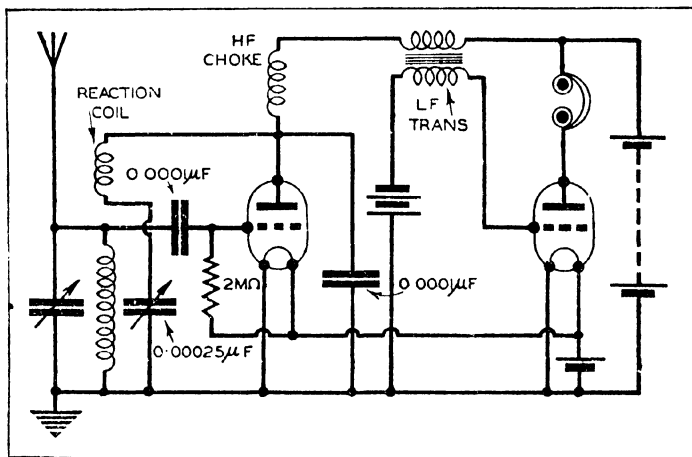 HF
CHOKE
REACTION
COIL
LF
TRANS
0.000μF
2MΩ
0.000μF
0.00025μF